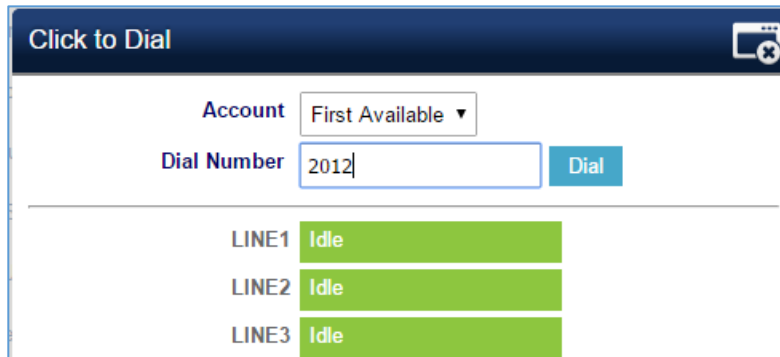 Click to Dial
Account First Available
Dial Number 2012 Dial
LINE1 Idle
LINE2 Idle
LINE3 Idle